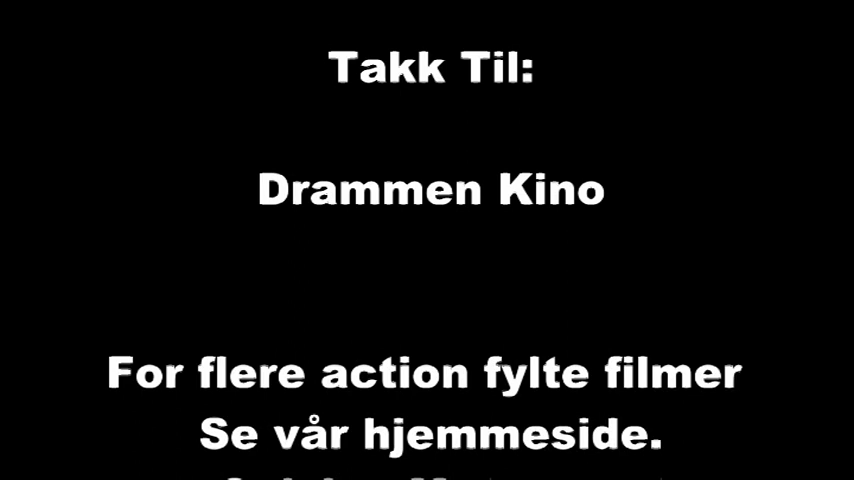 Takk Til:
Drammen Kino
For flere action fylte filmer
Se vår hjemmeside.